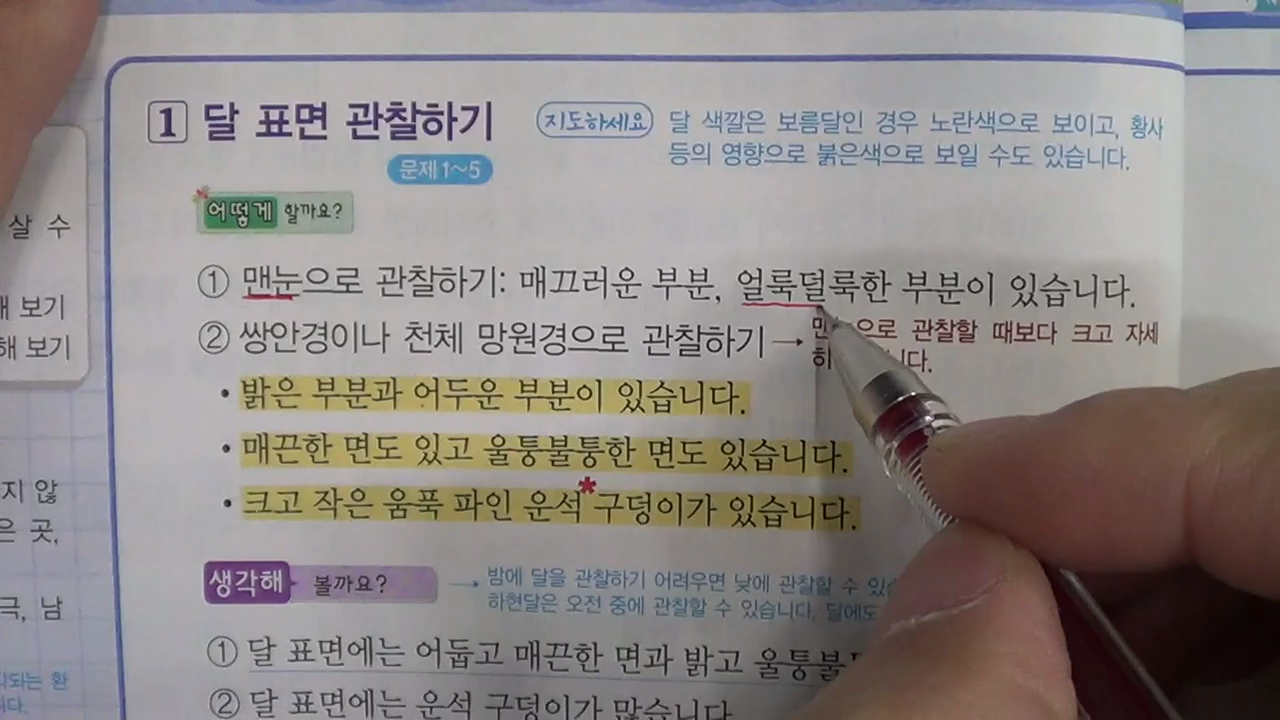 1 달 표면 관찰하기
문제 1~5
지도하세요 달 색깔은 보름달인 경우 노란색으로 보이고, 황사
등의 영향으로 붉은색으로 보일 수도 있습니다.
어떻게 할까요?
① 맨눈으로 관찰하기: 매끄러운 부분, 얼룩덜룩한 부분이 있습니다.
② 쌍안경이나 천체 망원경으로 관찰하기 → 으로 관찰할 때보다 크고 자세
히
• 밝은 부분과 어두운 부분이 있습니다.
• 매끈한 면도 있고 울퉁불퉁한 면도 있습니다.
• 크고 작은 움푹 파인 운석* 구덩이가 있습니다.
생각해 볼까요?
→ 밤에 달을 관찰하기 어려우면 낮에 관찰할 수
하현달은 오전 중에 관찰할 수 있습니다.
① 달 표면에는 어둡고 매끈한 면과 밝고 울퉁불
② 달 표면에는 운석 구덩이가 많습니다.
살 수
보기
해 보기
지 않
은 곳,
극, 남
되는 환